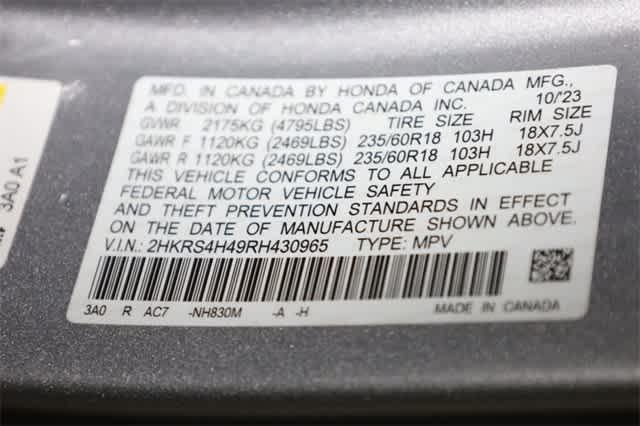 MFD. IN CANADA BY HONDA OF CANADA MFG.,
A DIVISION OF HONDA CANADA INC. 10/'23
GVWR 2175KG (4795LBS) TIRE SIZE RIM SIZE
GAWR F 1120KG (2469LBS) 235/60R18 103H 18X7.5J
GAWR R 1120KG (2469LBS) 235/60R18 103H 18X7.5J
THIS VEHICLE CONFORMS TO ALL APPLICABLE
FEDERAL MOTOR VEHICLE SAFETY
AND THEFT PREVENTION STANDARDS IN EFFECT
ON THE DATE OF MANUFACTURE SHOWN ABOVE.
V.I.N.: 2HKRS4H49RH430965 TYPE: MPV
3A0 R AC7 -NH830M -A -H MADE IN CANADA
3A0 A1